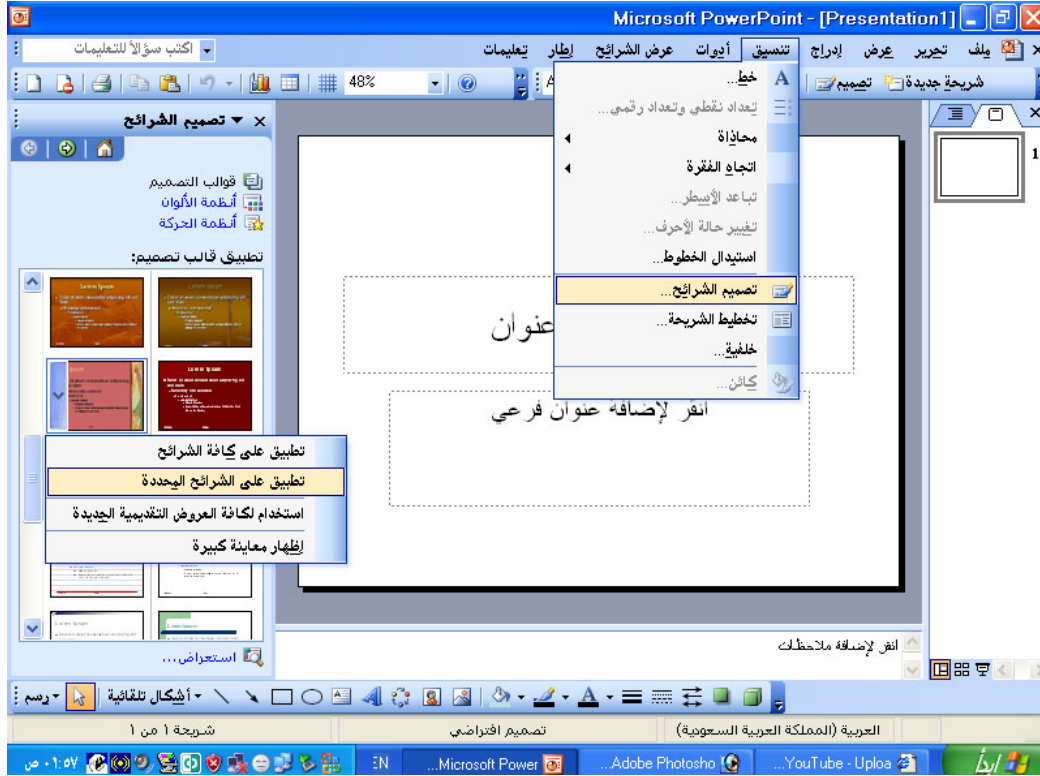 Microsoft PowerPoint - [Presentation1]
ملف تحرير عرض إدراج تنسيق أدوات عرض الشرائح إطار تعليمات
اكتب سؤالاً للتعليمات
شريحة جديدة تصميم
48%
خط...
تعداد نقطي وتعداد رقمي...
محاذاة
اتجاه الفقرة
تباعد الأسطر...
تغيير حالة الأحرف...
استبدال الخطوط...
تصميم الشرائح...
تخطيط الشريحة...
خلفية...
كائن...
1
عنوان
انقر لإضافة عنوان فرعي
تصميم الشرائح
قوالب التصميم
أنظمة الألوان
أنظمة الحركة
تطبيق قالب تصميم:
تطبيق على كافة الشرائح
تطبيق على الشرائح المحددة
استخدام لكافة العروض التقديمية الجديدة
إظهار معاينة كبيرة
استعراض...
انقر لإضافة ملاحظات
رسم
أشكال تلقائية
العربية (المملكة العربية السعودية)
تصميم افتراضي
شريحة ١ من ١
ابدأ
YouTube - Uploa...
Adobe Photosho...
Microsoft Power...
EN
٠١:٥٧ ص